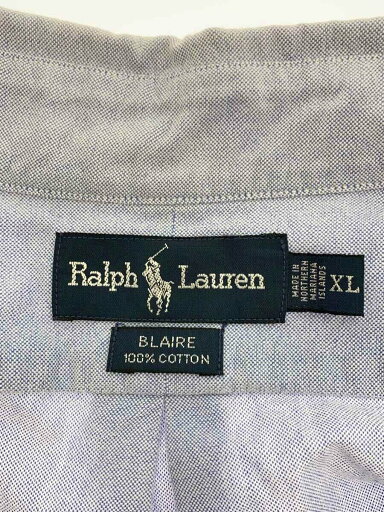 Ralph Lauren
MADE IN
NORTHERN
MARIANA
ISLANDS
XL
BLAIRE
100% COTTON